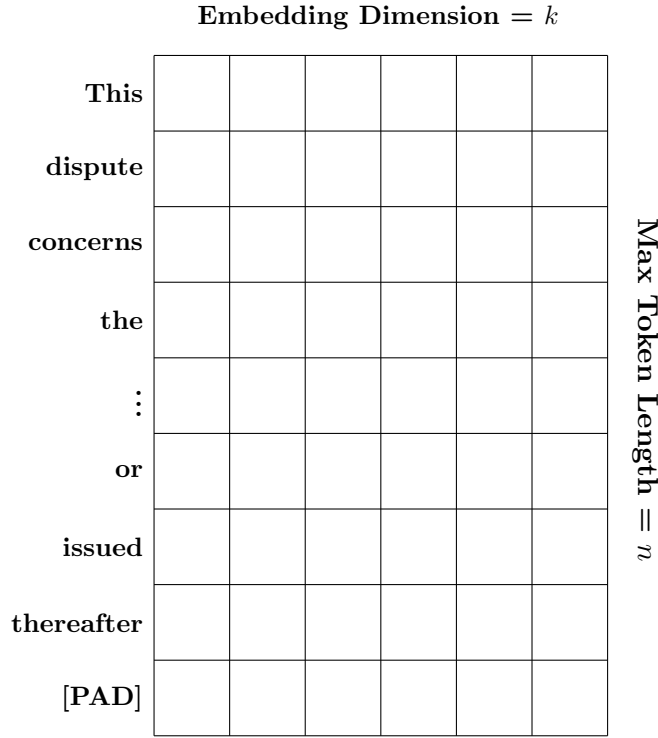 Embedding Dimension = k
This
dispute
concerns
the
⋮
or
issued
thereafter
[PAD]
Max Token Length = n